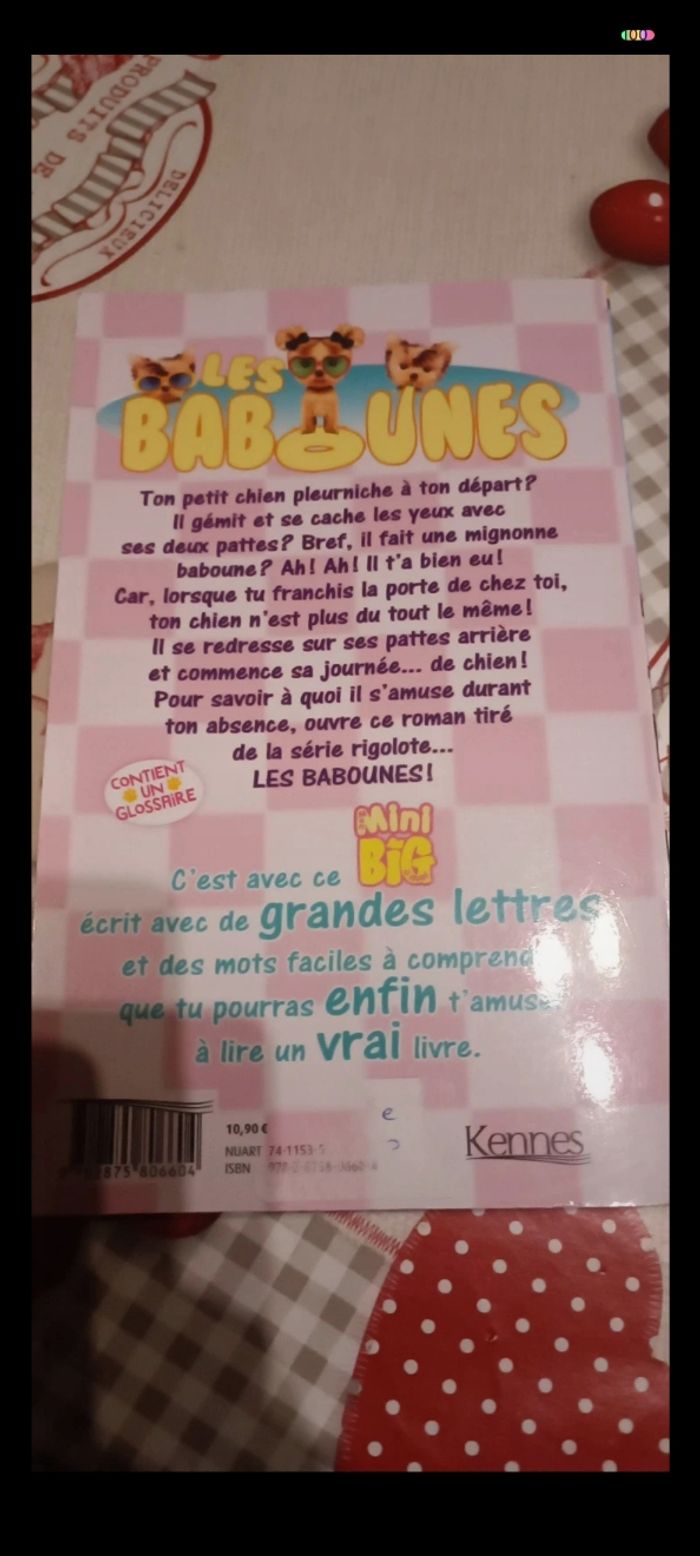 100
PRODUITS DE
DELICIEUX
LES
BABOUNES
Ton petit chien pleurniche à ton départ?
Il gémit et se cache les yeux avec
ses deux pattes? Bref, il fait une mignonne
baboune? Ah! Ah! Il t'a bien eu!
Car, lorsque tu franchis la porte de chez toi,
ton chien n'est plus du tout le même!
Il se redresse sur ses pattes arrière
et commence sa journée... de chien!
Pour savoir à quoi il s'amuse durant
ton absence, ouvre ce roman tiré
de la série rigolote...
LES BABOUNES!
CONTIENT
UN
GLOSSAIRE
Mini
BIG
C'est avec ce
écrit avec de grandes lettres
et des mots faciles à
que tu pourras enfin
à lire un vrai livre.
10,90 €
NUART 74-1153-5
ISBN
Kennes